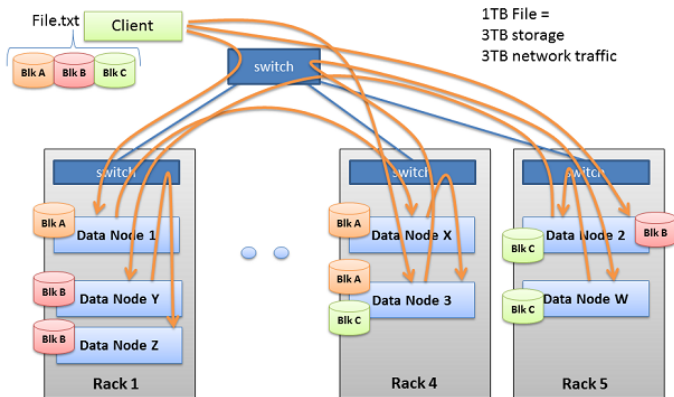 File.txt
Client
Blk A
Blk B
Blk C
1TB File =
3TB storage
3TB network traffic
switch
switch
switch
switch
Blk A
Data Node 1
Blk B
Data Node Y
Blk B
Data Node Z
Rack 1
Blk A
Data Node X
Blk A
Blk C
Data Node 3
Rack 4
Data Node 2
Blk B
Blk C
Data Node W
Blk C
Rack 5